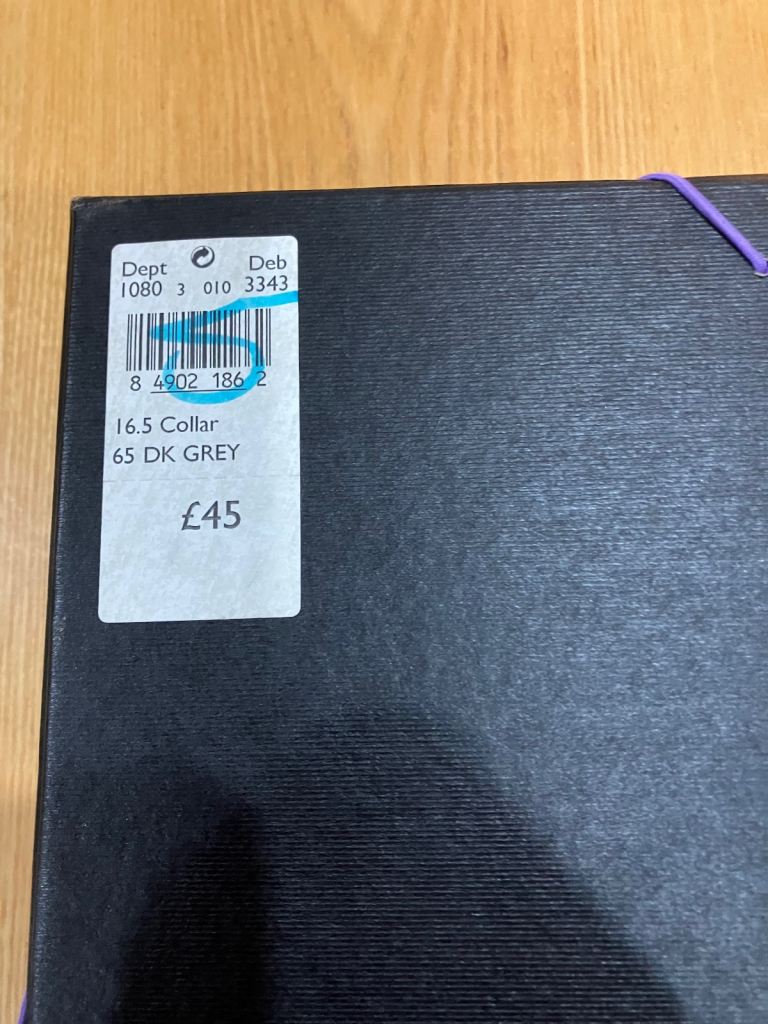 Dept Deb
1080 3 010 3343
8 4902 186 2
16.5 Collar
65 DK GREY
£45